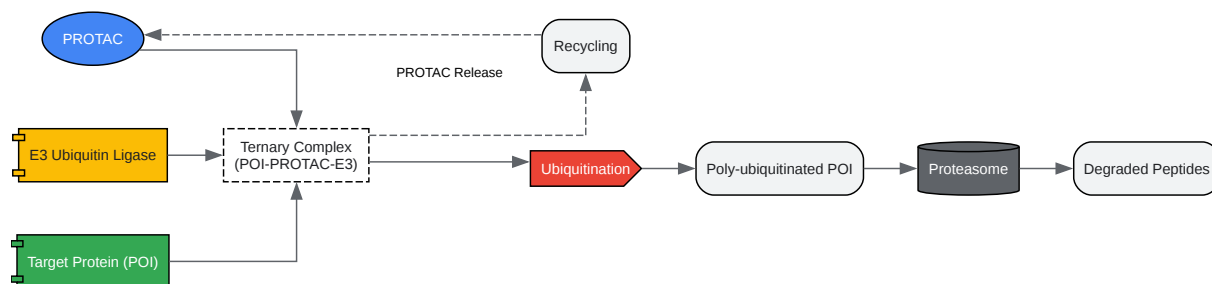 PROTAC
Recycling
PROTAC Release
E3 Ubiquitin Ligase
Ternary Complex
(POI-PROTAC-E3)
Ubiquitination
Poly-ubiquitinated POI
Proteasome
Degraded Peptides
Target Protein (POI)